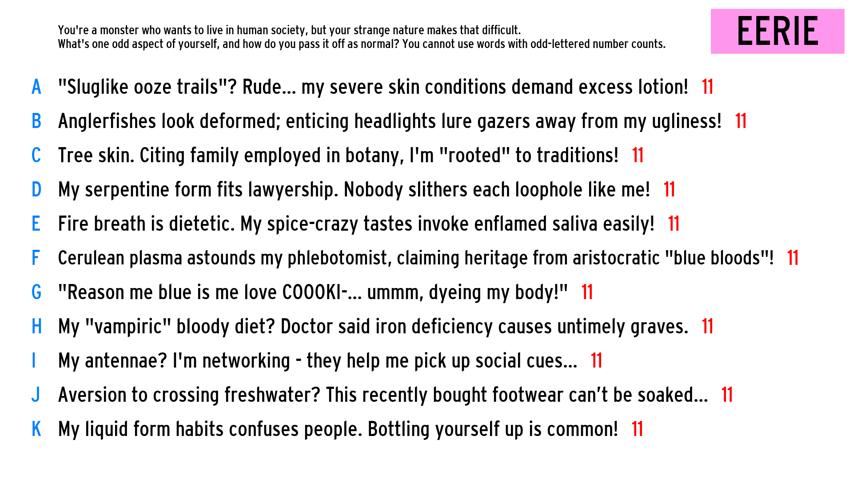 You're a monster who wants to live in human society, but your strange nature makes that difficult.
What's one odd aspect of yourself, and how do you pass it off as normal? You cannot use words with odd-lettered number counts.
EERIE
A "Sluglike ooze trails"? Rude... my severe skin conditions demand excess lotion! 11
B Anglerfishes look deformed; enticing headlights lure gazers away from my ugliness! 11
C Tree skin. Citing family employed in botany, I'm "rooted" to traditions! 11
D My serpentine form fits lawyership. Nobody slithers each loophole like me! 11
E Fire breath is dietetic. My spice-crazy tastes invoke enflamed saliva easily! 11
F Cerulean plasma astounds my phlebotomist, claiming heritage from aristocratic "blue bloods"! 11
G "Reason me blue is me love COOOKI-... ummm, dyeing my body!" 11
H My "vampiric" bloody diet? Doctor said iron deficiency causes untimely graves. 11
I My antennae? I'm networking - they help me pick up social cues... 11
J Aversion to crossing freshwater? This recently bought footwear can't be soaked... 11
K My liquid form habits confuses people. Bottling yourself up is common! 11